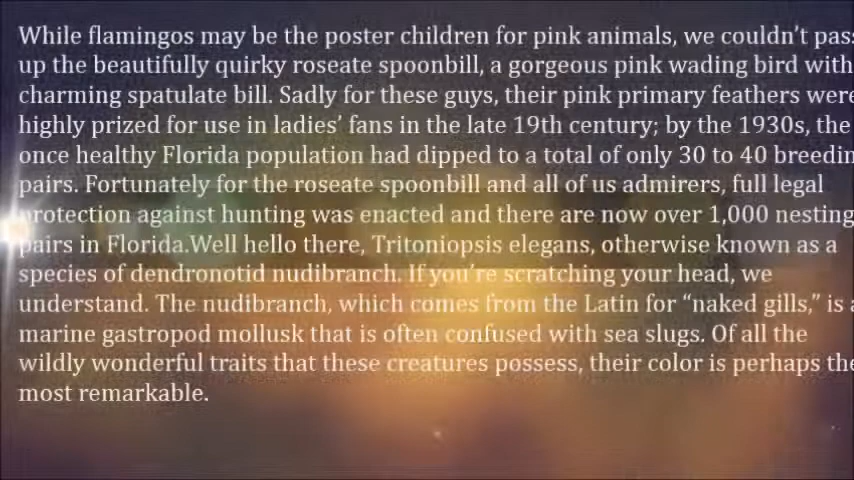 While flamingos may be the poster children for pink animals, we couldn’t pass
up the beautifully quirky roseate spoonbill, a gorgeous pink wading bird with
charming spatulate bill. Sadly for these guys, their pink primary feathers were
highly prized for use in ladies’ fans in the late 19th century; by the 1930s, the
once healthy Florida population had dipped to a total of only 30 to 40 breedin
pairs. Fortunately for the roseate spoonbill and all of us admirers, full legal
protection against hunting was enacted and there are now over 1,000 nesting
pairs in Florida.Well hello there, Tritoniopsis elegans, otherwise known as a
species of dendronotid nudibranch. If you’re scratching your head, we
understand. The nudibranch, which comes from the Latin for “naked gills,” is a
marine gastropod mollusk that is often confused with sea slugs. Of all the
wildly wonderful traits that these creatures possess, their color is perhaps the
most remarkable.